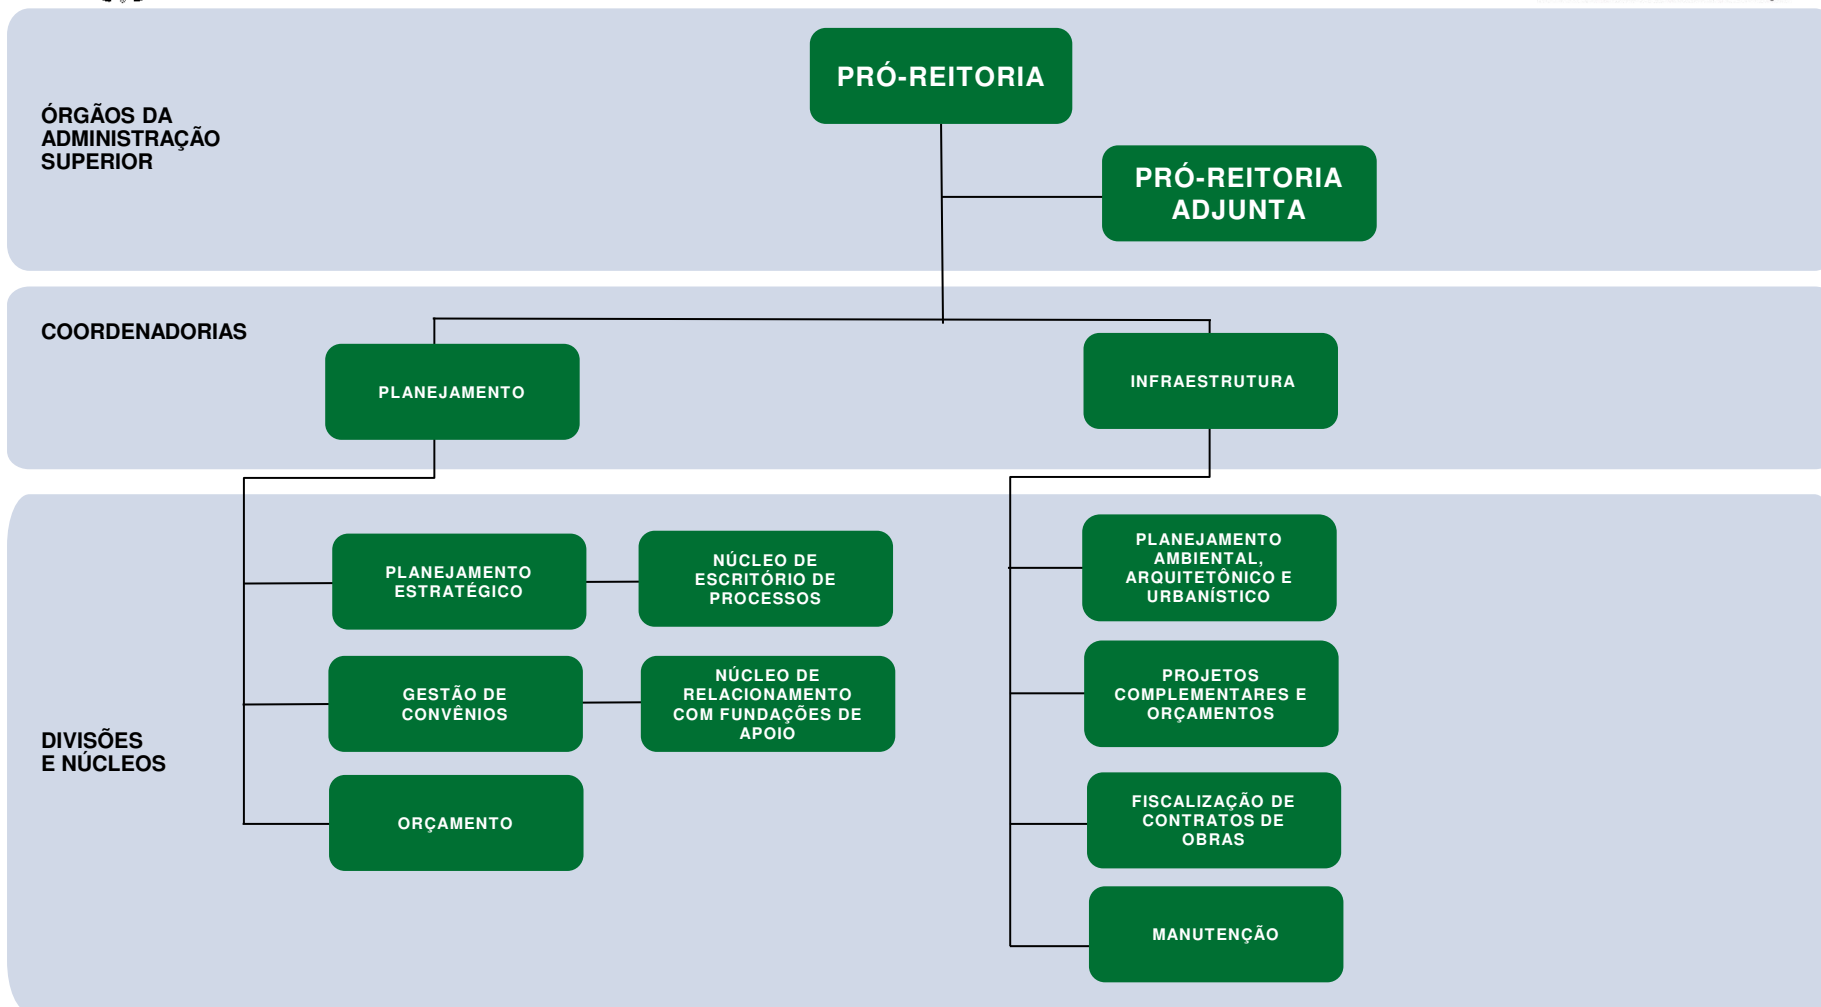 ÓRGÃOS DA
ADMINISTRAÇÃO
SUPERIOR
PRÓ-REITORIA
PRÓ-REITORIA
ADJUNTA
COORDENADORIAS
PLANEJAMENTO
INFRAESTRUTURA
DIVISÕES
E NÚCLEOS
PLANEJAMENTO
ESTRATÉGICO
NÚCLEO DE
ESCRITÓRIO DE
PROCESSOS
GESTÃO DE
CONVÊNIOS
NÚCLEO DE
RELACIONAMENTO
COM FUNDAÇÕES DE
APOIO
ORÇAMENTO
PLANEJAMENTO
AMBIENTAL,
ARQUITETÔNICO E
URBANÍSTICO
PROJETOS
COMPLEMENTARES E
ORÇAMENTOS
FISCALIZAÇÃO DE
CONTRATOS DE
OBRAS
MANUTENÇÃO